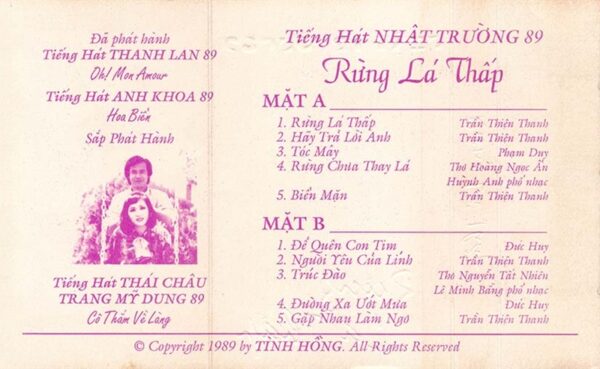 Đã phát hành
Tiếng Hát THANH LAN 89
Oh! Mon Amour
Tiếng Hát ANH KHOA 89
Hoa Biển
Sắp Phát Hành
Tiếng Hát THÁI CHÂU
TRANG MỸ DUNG 89
Cô Thắm Về Làng
Tiếng Hát NHẬT TRƯỜNG 89
Rừng Lá Thấp
MẶT A
1. Rừng Lá Thấp Trần Thiện Thanh
2. Hãy Trả Lời Anh Trần Thiện Thanh
3. Tóc Mây Phạm Duy
4. Rừng Chưa Thay Lá Thơ Hoàng Ngọc Ẩn
Huỳnh Anh phổ nhạc
5. Biển Mặn Trần Thiện Thanh
MẶT B
1. Để Quên Con Tim Đức Huy
2. Người Yêu Của Lính Trần Thiện Thanh
3. Trúc Đào Thơ Nguyễn Tất Nhiên
Lê Minh Bằng phổ nhạc
4. Đường Xa Ướt Mưa Đức Huy
5. Gặp Nhau Làm Ngơ Trần Thiện Thanh
© Copyright 1989 by TÌNH HỒNG. All Rights Reserved